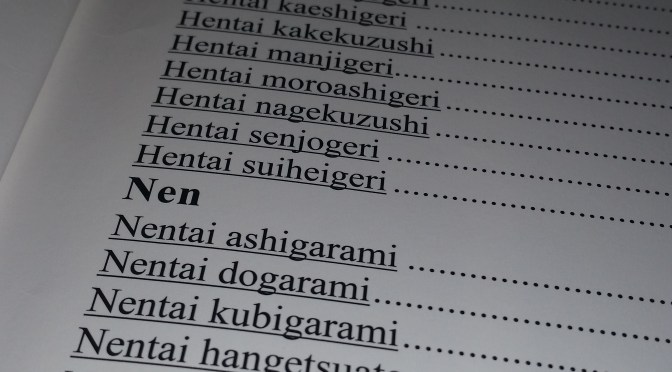 Hentai kaeshigeri
Hentai kakekuzushi
Hentai manjigeri
Hentai moroashigeri
Hentai nagekuzushi
Hentai senjogeri
Hentai suiheigeri
Nen
Nentai ashigarami
Nentai dogarami
Nentai kubigarami
Nentai